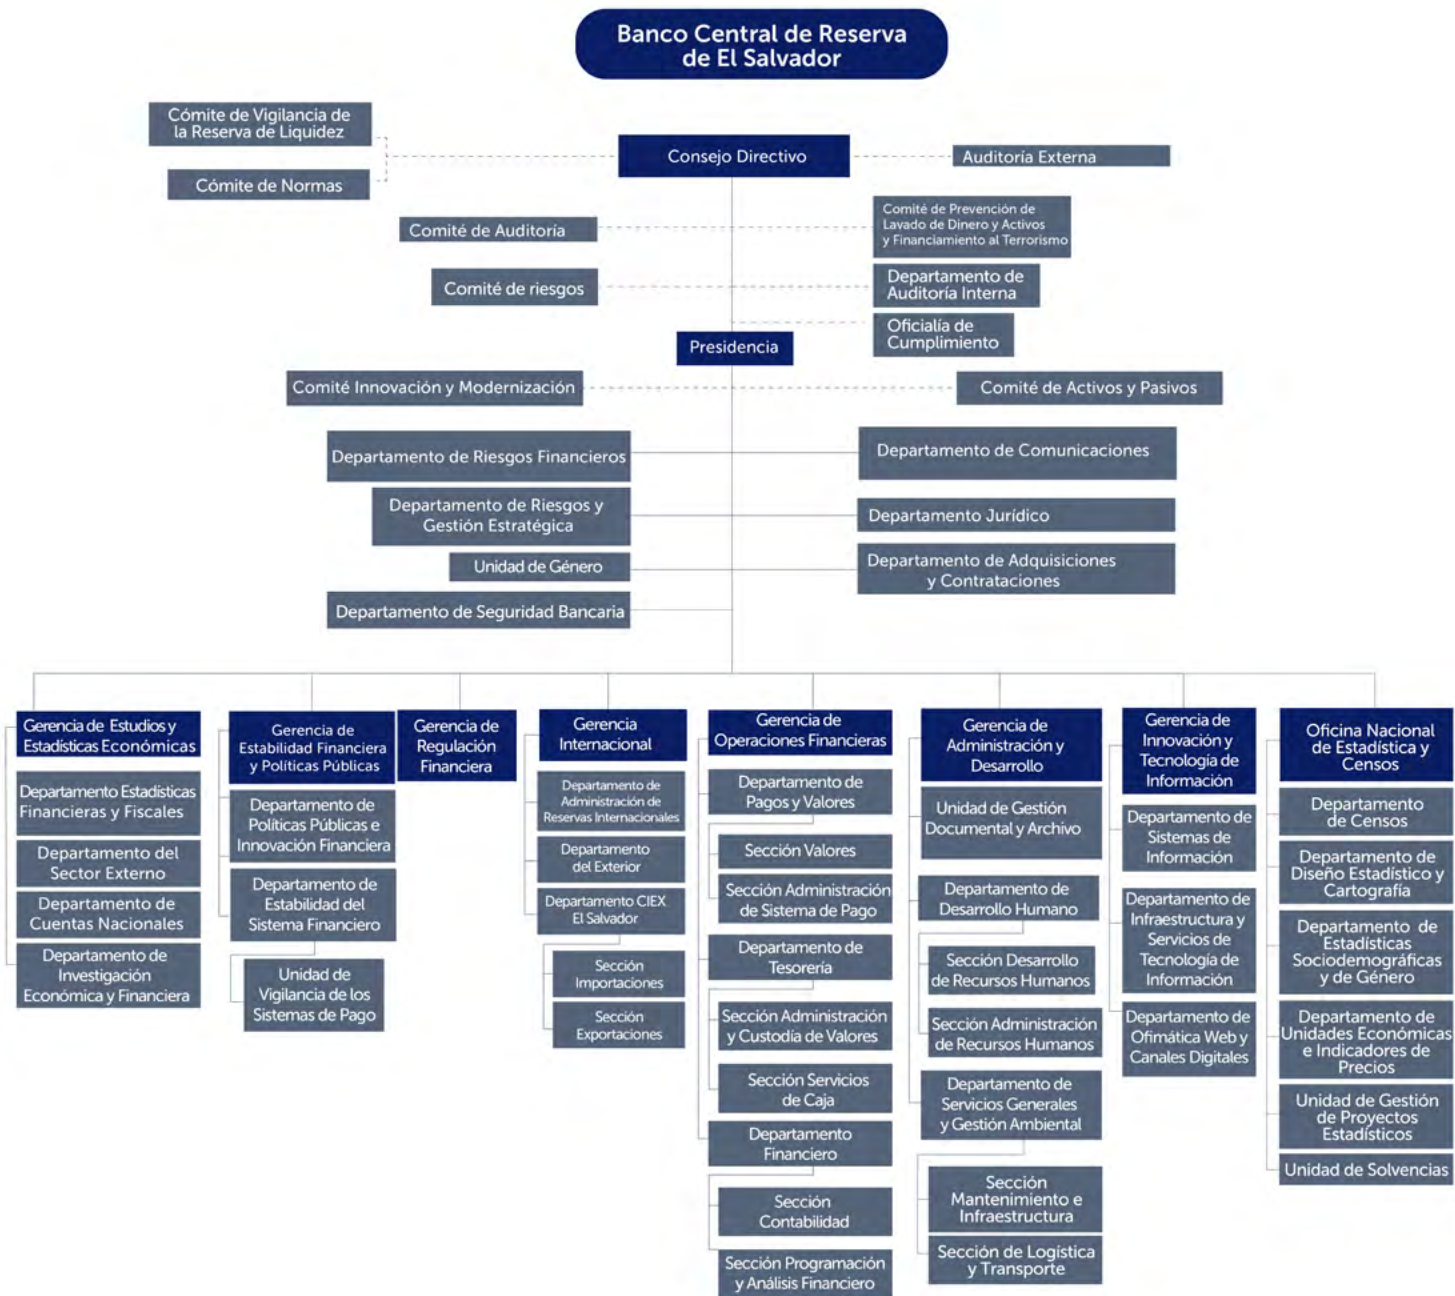 Banco Central de Reserva
de El Salvador
Cómite de Vigilancia de
la Reserva de Liquidez
Consejo Directivo
Auditoría Externa
Cómite de Normas
Comité de Auditoría
Comité de Prevención de
Lavado de Dinero y Activos
y Financiamiento al Terrorismo
Comité de riesgos
Departamento de
Auditoría Interna
Oficialía de
Cumplimiento
Presidencia
Comité Innovación y Modernización
Comité de Activos y Pasivos
Departamento de Riesgos Financieros
Departamento de Comunicaciones
Departamento de Riesgos y
Gestión Estratégica
Departamento Jurídico
Unidad de Género
Departamento de Adquisiciones
y Contrataciones
Departamento de Seguridad Bancaria
Gerencia de Estudios y
Estadísticas Económicas
Departamento Estadísticas
Financieras y Fiscales
Departamento del
Sector Externo
Departamento de
Cuentas Nacionales
Departamento de
Investigación
Económica y Financiera
Gerencia de
Estabilidad Financiera
y Políticas Públicas
Departamento de
Políticas Públicas e
Innovación Financiera
Departamento de
Estabilidad del
Sistema Financiero
Unidad de
Vigilancia de los
Sistemas de Pago
Gerencia de
Regulación
Financiera
Gerencia
Internacional
Departamento de
Administración de
Reservas Internacionales
Departamento
del Exterior
Departamento CIEX
El Salvador
Sección
Importaciones
Sección
Exportaciones
Gerencia de
Operaciones Financieras
Departamento de
Pagos y Valores
Sección Valores
Sección Administración
de Sistema de Pago
Departamento de
Tesorería
Sección Administración
y Custodía de Valores
Sección Servicios
de Caja
Departamento
Financiero
Sección
Contabilidad
Sección Programación
y Análisis Financiero
Gerencia de
Administración y
Desarrollo
Unidad de Gestión
Documental y Archivo
Departamento de
Desarrollo Humano
Sección Desarrollo
de Recursos Humanos
Sección Administración
de Recursos Humanos
Departamento de
Servicios Generales
y Gestión Ambiental
Sección
Mantenimiento e
Infraestructura
Sección de Logística
y Transporte
Gerencia de
Innovación y
Tecnología de
Información
Departamento de
Sistemas de
Información
Departamento de
Infraestructura y
Servicios de
Tecnología de
Información
Departamento de
Ofimática Web y
Canales Digitales
Oficina Nacional
de Estadística y
Censos
Departamento
de Censos
Departamento de
Diseño Estadístico y
Cartografía
Departamento de
Estadísticas
Sociodemográficas
y de Género
Departamento de
Unidades Económicas
e Indicadores de
Precios
Unidad de Gestión
de Proyectos
Estadísticos
Unidad de Solvencias